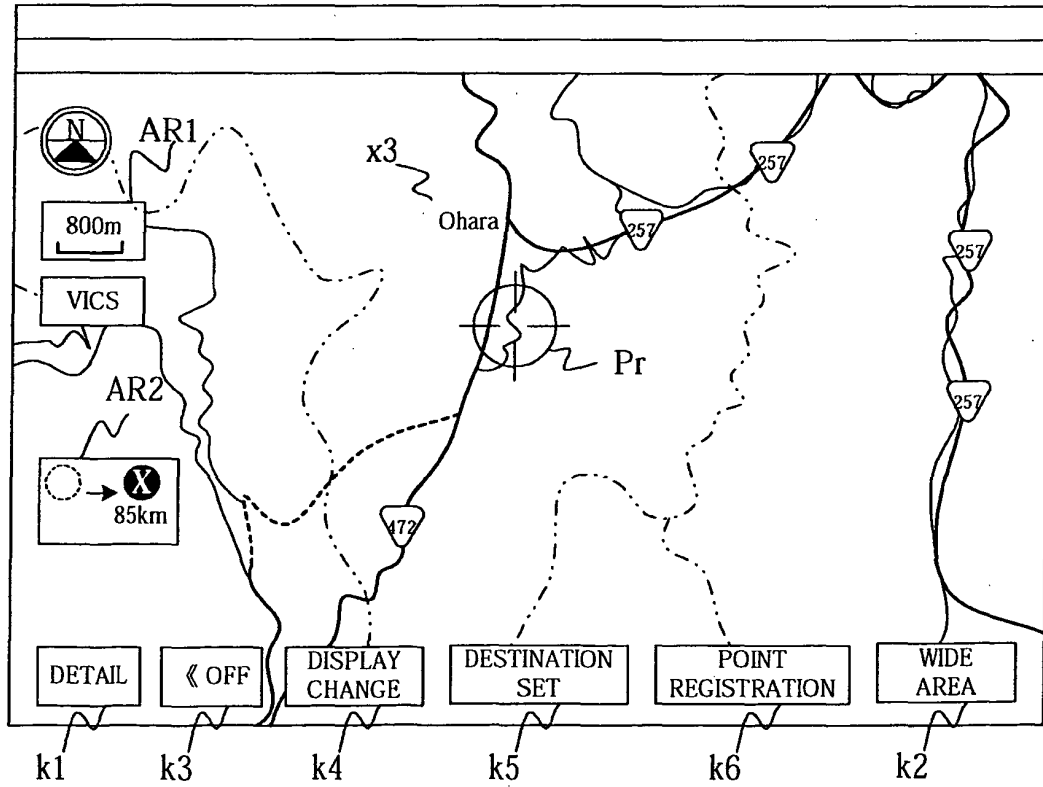 N
AR1
x3
257
800m
Ohara
257
257
VICS
Pr
AR2
257
X
85km
472
DETAIL
《 OFF
DISPLAY
CHANGE
DESTINATION
SET
POINT
REGISTRATION
WIDE
AREA
k1
k3
k4
k5
k6
k2